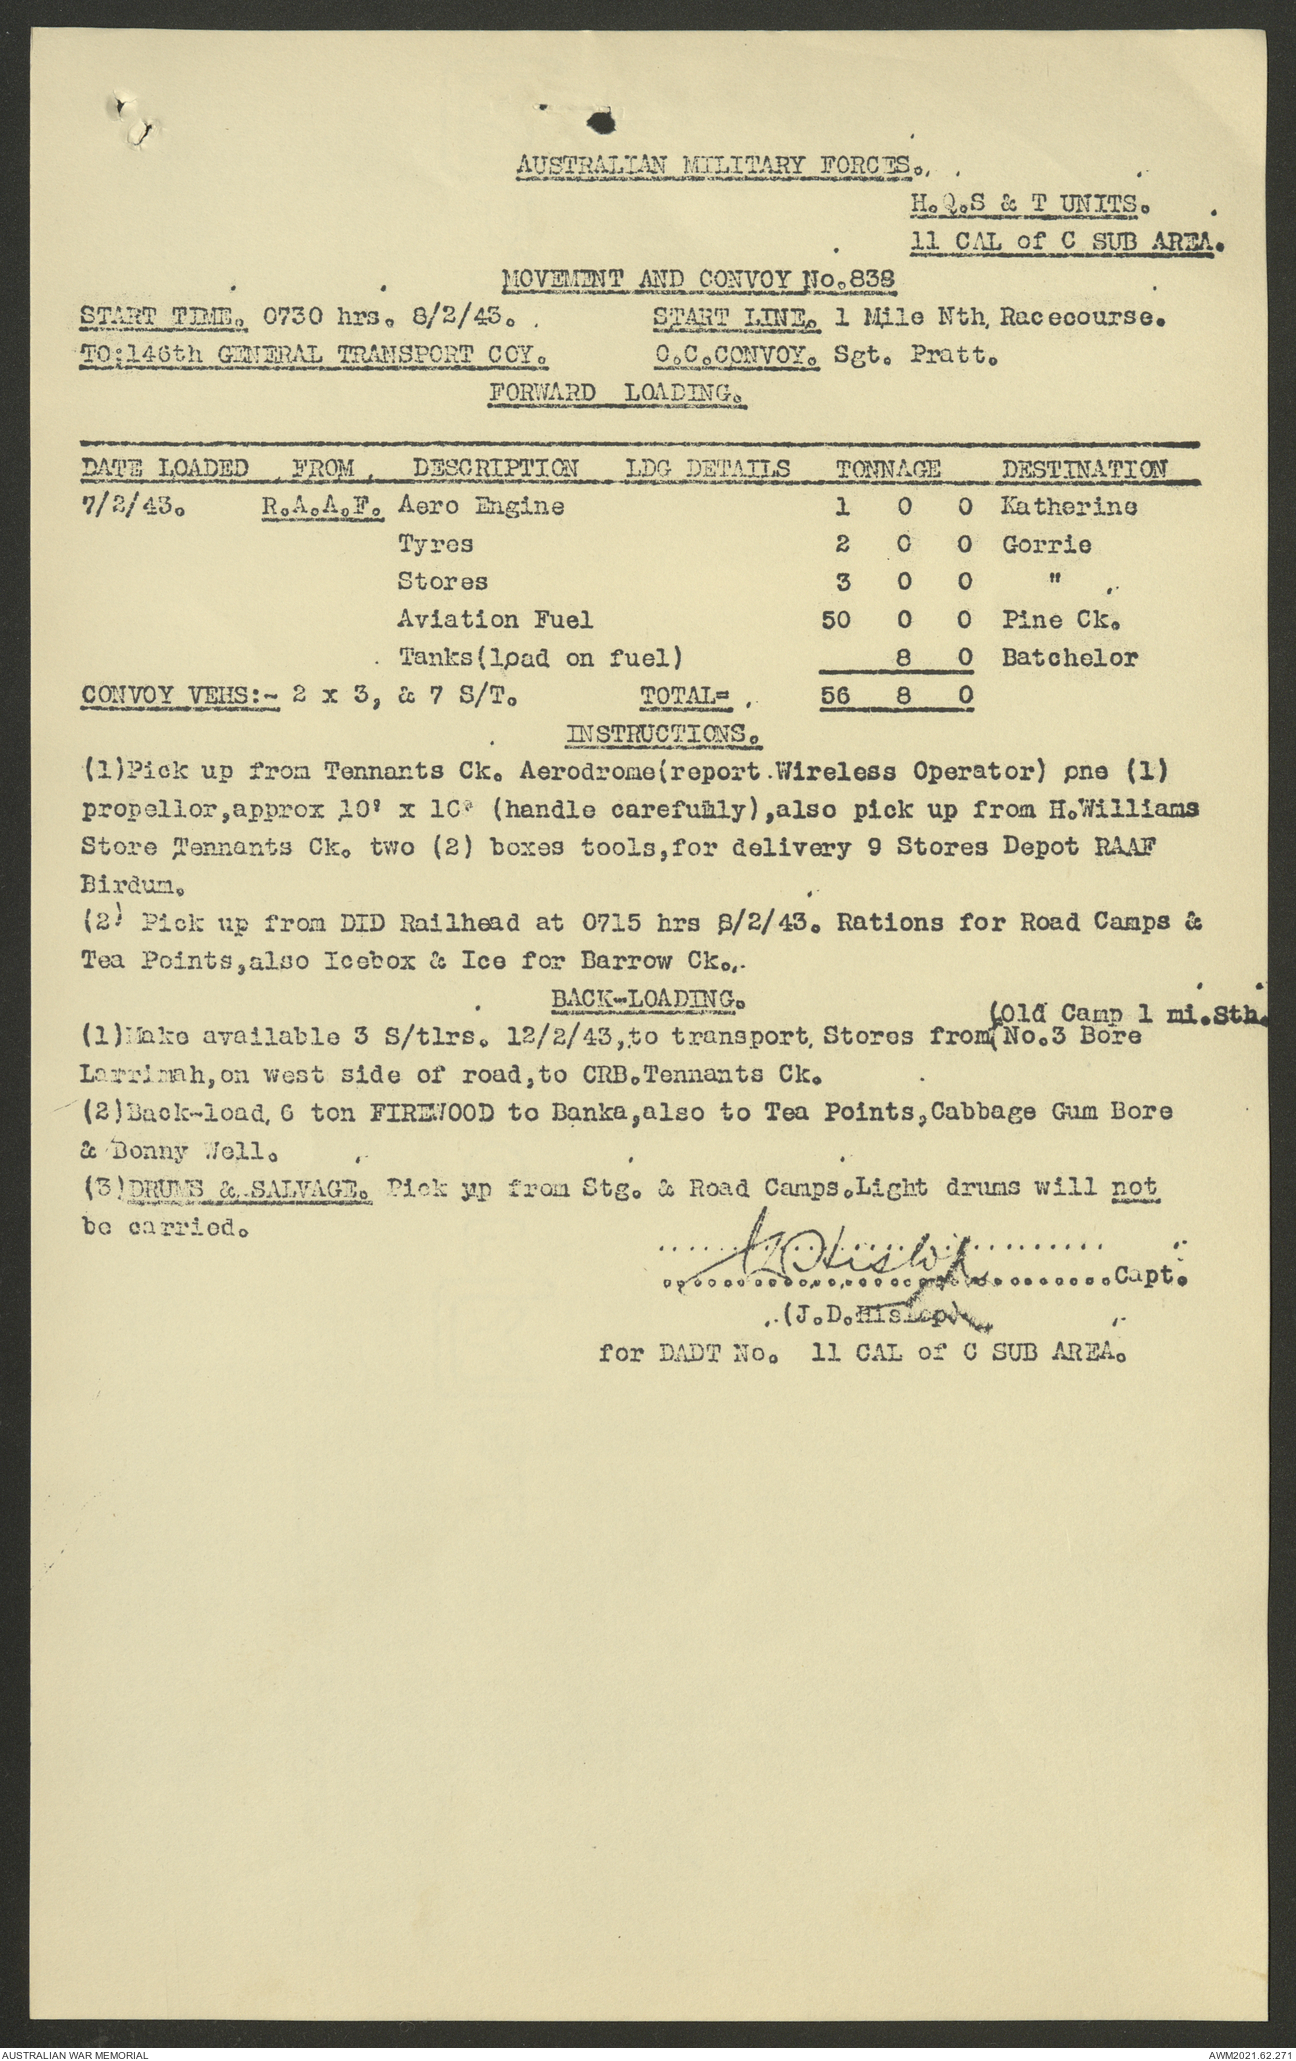 AUSTRALIAN MILITARY FORCES.
H.Q.S & T UNITS.
11 CAL of C SUB AREA.
MOVEMENT AND CONVOY No.838
START TIME. 0730 hrs. 8/2/43. START LINE. 1 Mile Nth. Racecourse.
TO:146th GENERAL TRANSPORT COY. O.C.CONVOY. Sgt. Pratt.
FORWARD LOADING.
DATE LOADED FROM DESCRIPTION LDG DETAILS TONNAGE DESTINATION
7/2/43. R.A.A.F. Aero Engine 1 0 0 Katherine
Tyres 2 0 0 Gorrie
Stores 3 0 0 "
Aviation Fuel 50 0 0 Pine Ck.
Tanks(load on fuel) 8 0 Batchelor
CONVOY VEHS:- 2 x 3, & 7 S/T. TOTAL= 56 8 0
INSTRUCTIONS.
(1)Pick up from Tennants Ck. Aerodrome(report Wireless Operator) one (1)
propellor,approx 10' x 10" (handle carefully),also pick up from H.Williams
Store Tennants Ck. two (2) boxes tools,for delivery 9 Stores Depot RAAF
Birdum.
(2) Pick up from DID Railhead at 0715 hrs 8/2/43. Rations for Road Camps &
Tea Points,also Icebox & Ice for Barrow Ck.
BACK-LOADING.
(Old Camp 1 mi.Sth.
(1)Make available 3 S/tlrs. 12/2/43,to transport Stores from(No.3 Bore
Larrimah,on west side of road,to CRB.Tennants Ck.
(2)Back-load 6 ton FIREWOOD to Banka,also to Tea Points,Cabbage Gum Bore
& Bonny Well.
(3)DRUMS & SALVAGE. Pick up from Stg. & Road Camps.Light drums will not
be carried.
JDHislop
..............................Capt.
(J.D.Hislop)
for DADT No. 11 CAL of C SUB AREA.
AUSTRALIAN WAR MEMORIAL AWM2021.62.271